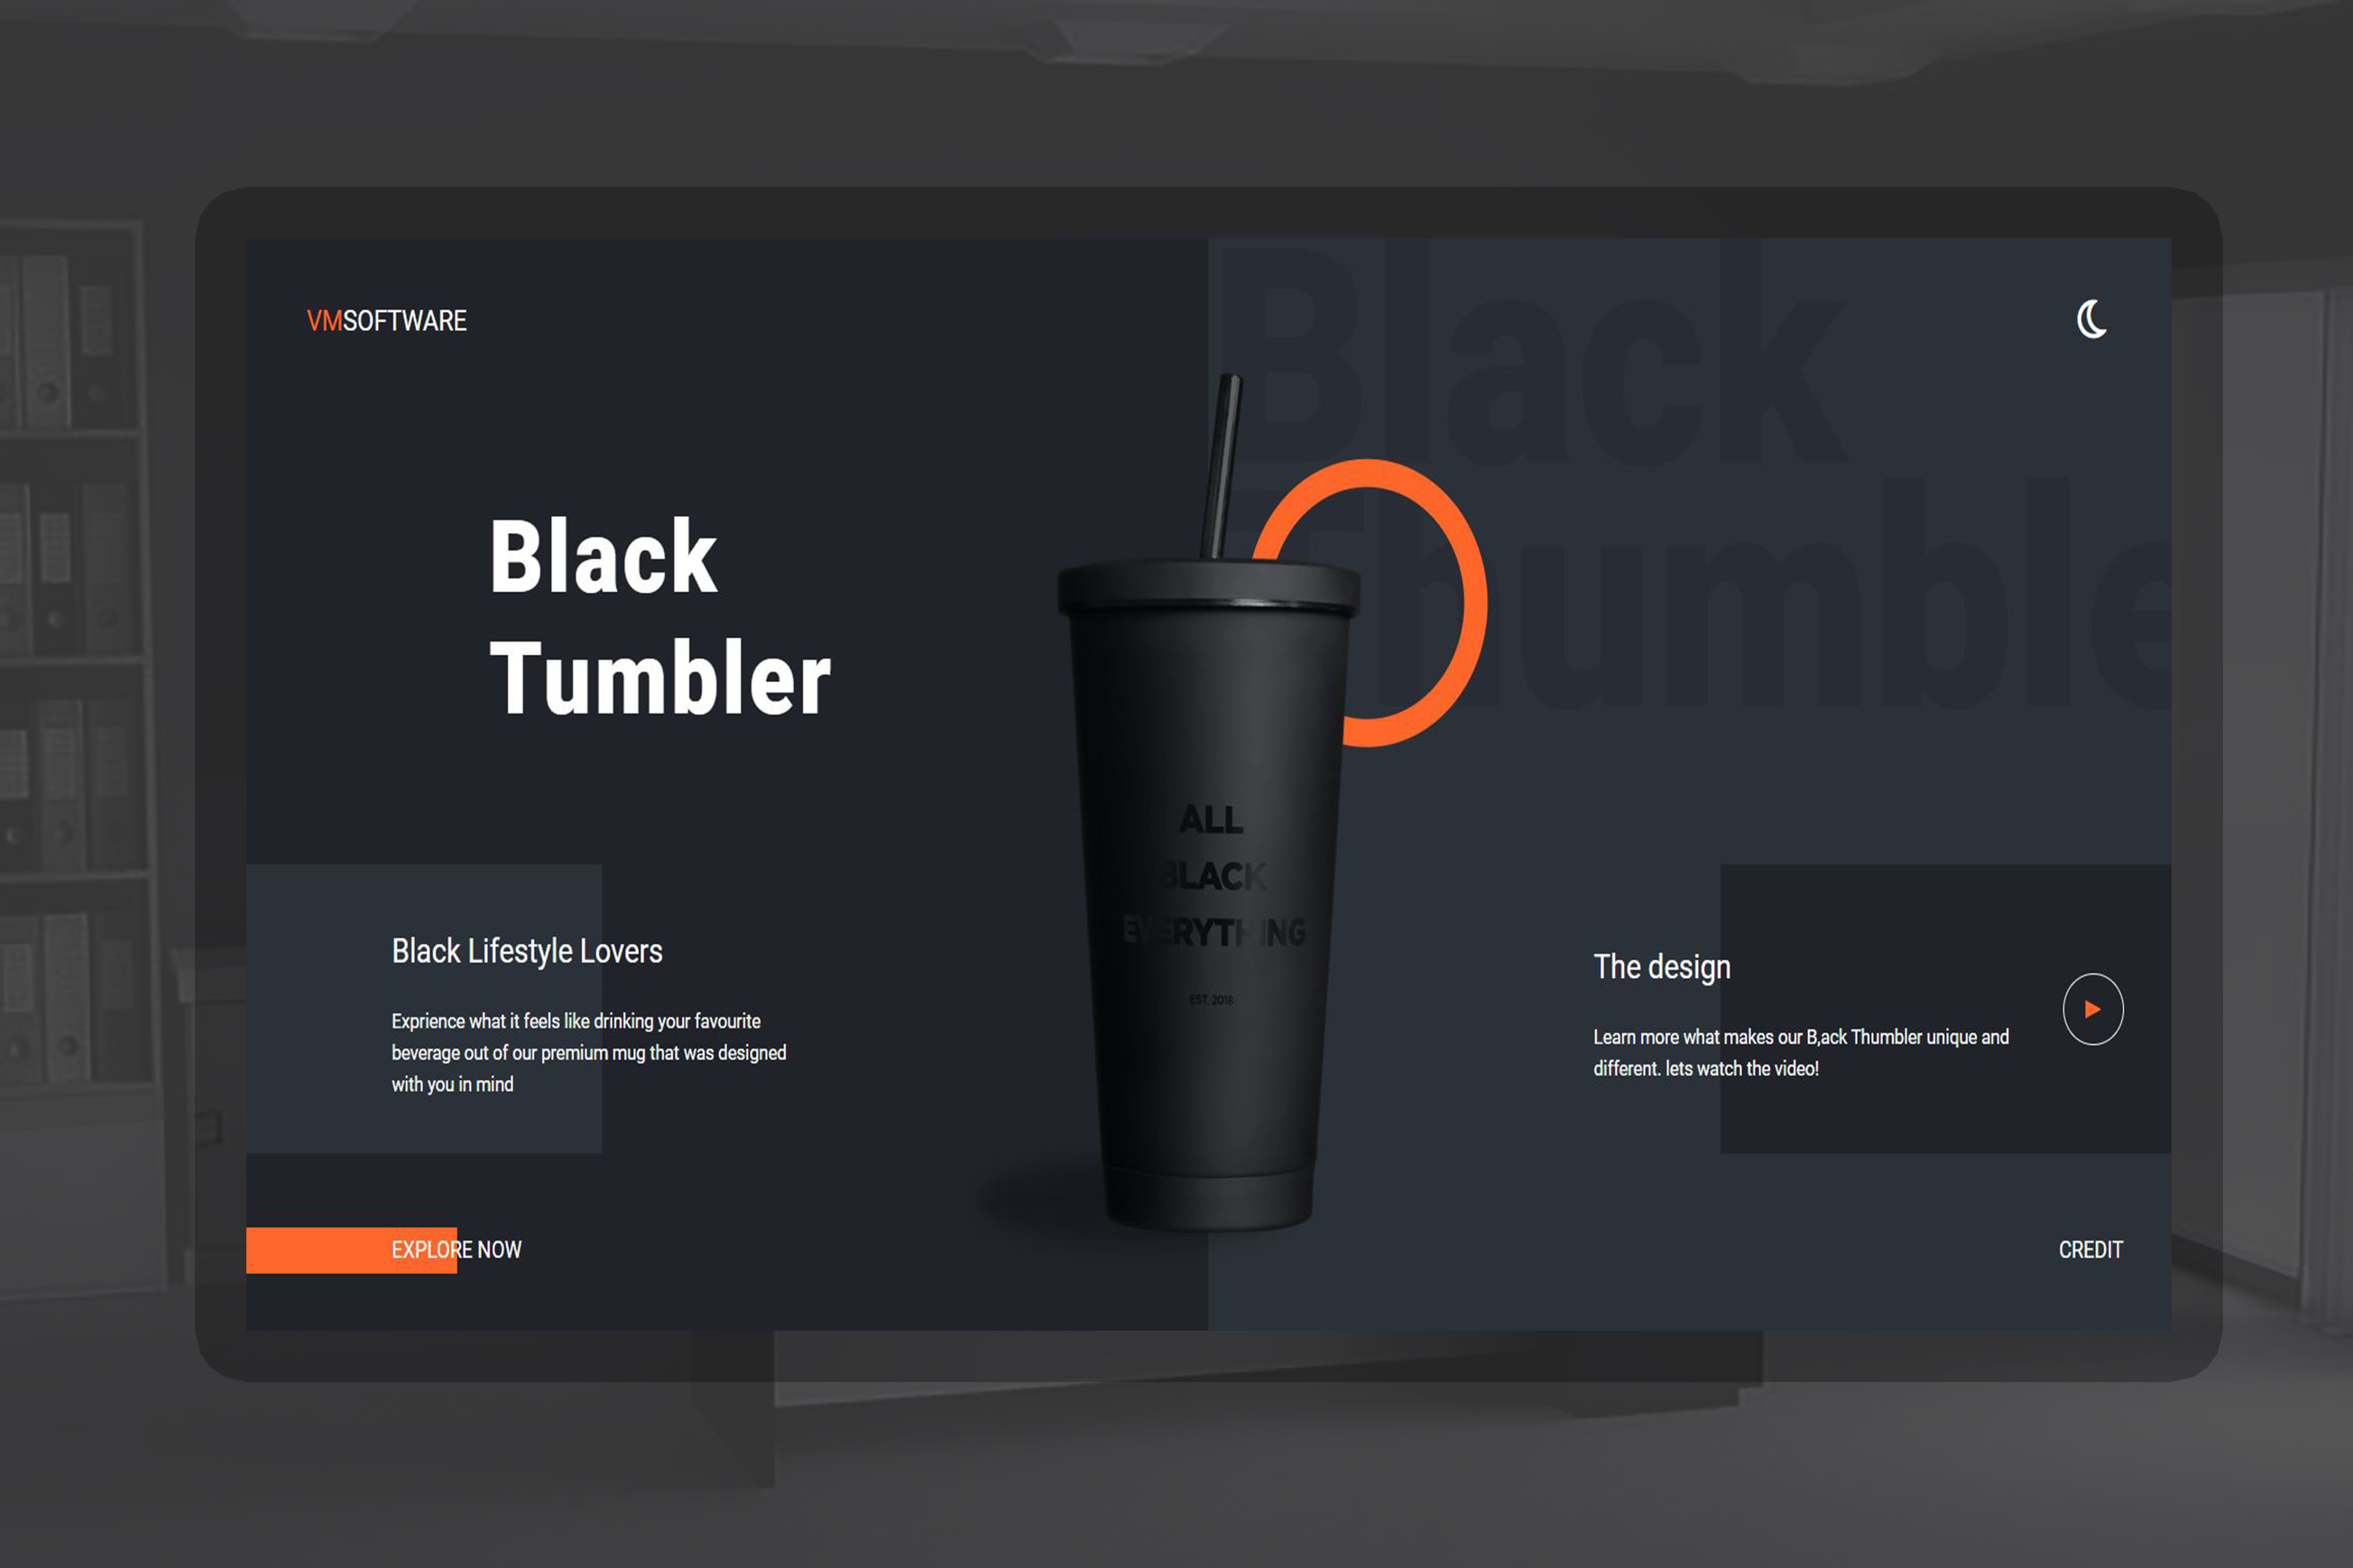 VMSOFTWARE
Black
Thumble
Black
Tumbler
ALL
BLACK
EVERYTHING
EST. 2018
Black Lifestyle Lovers
Exprience what it feels like drinking your favourite
beverage out of our premium mug that was designed
with you in mind
The design
Learn more what makes our B,ack Thumbler unique and
different. lets watch the video!
EXPLORE NOW
CREDIT